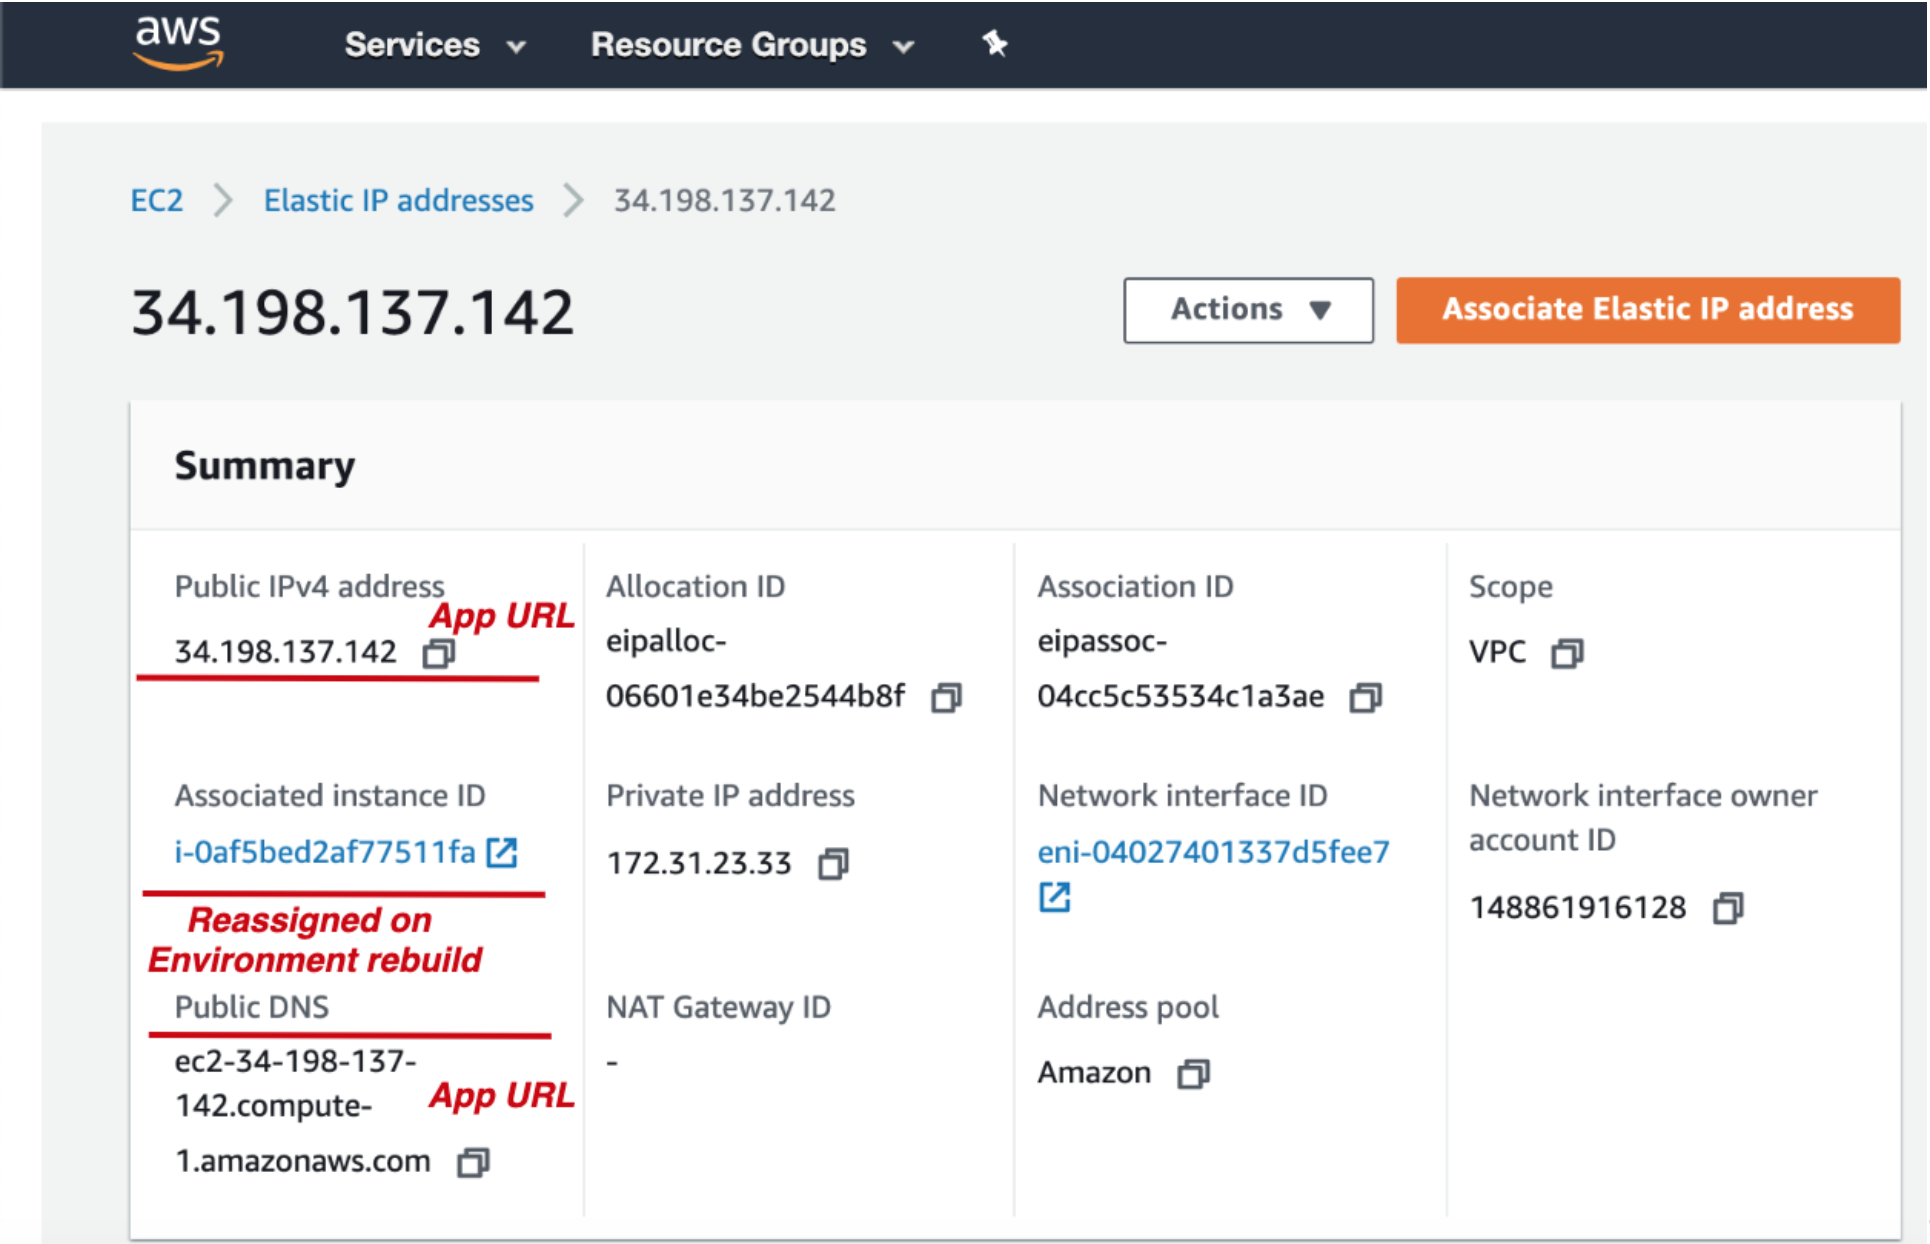 aws
Services
Resource Groups
EC2 > Elastic IP addresses > 34.198.137.142
34.198.137.142
Actions
Associate Elastic IP address
Summary
Public IPv4 address
App URL
34.198.137.142
Allocation ID
eipalloc-
06601e34be2544b8f
Association ID
eipassoc-
04cc5c53534c1a3ae
Scope
VPC
Associated instance ID
i-0af5bed2af77511fa
Reassigned on
Environment rebuild
Private IP address
172.31.23.33
Network interface ID
eni-04027401337d5fee7
Network interface owner
account ID
148861916128
Public DNS
ec2-34-198-137-
142.compute-
1.amazonaws.com
App URL
NAT Gateway ID
-
Address pool
Amazon